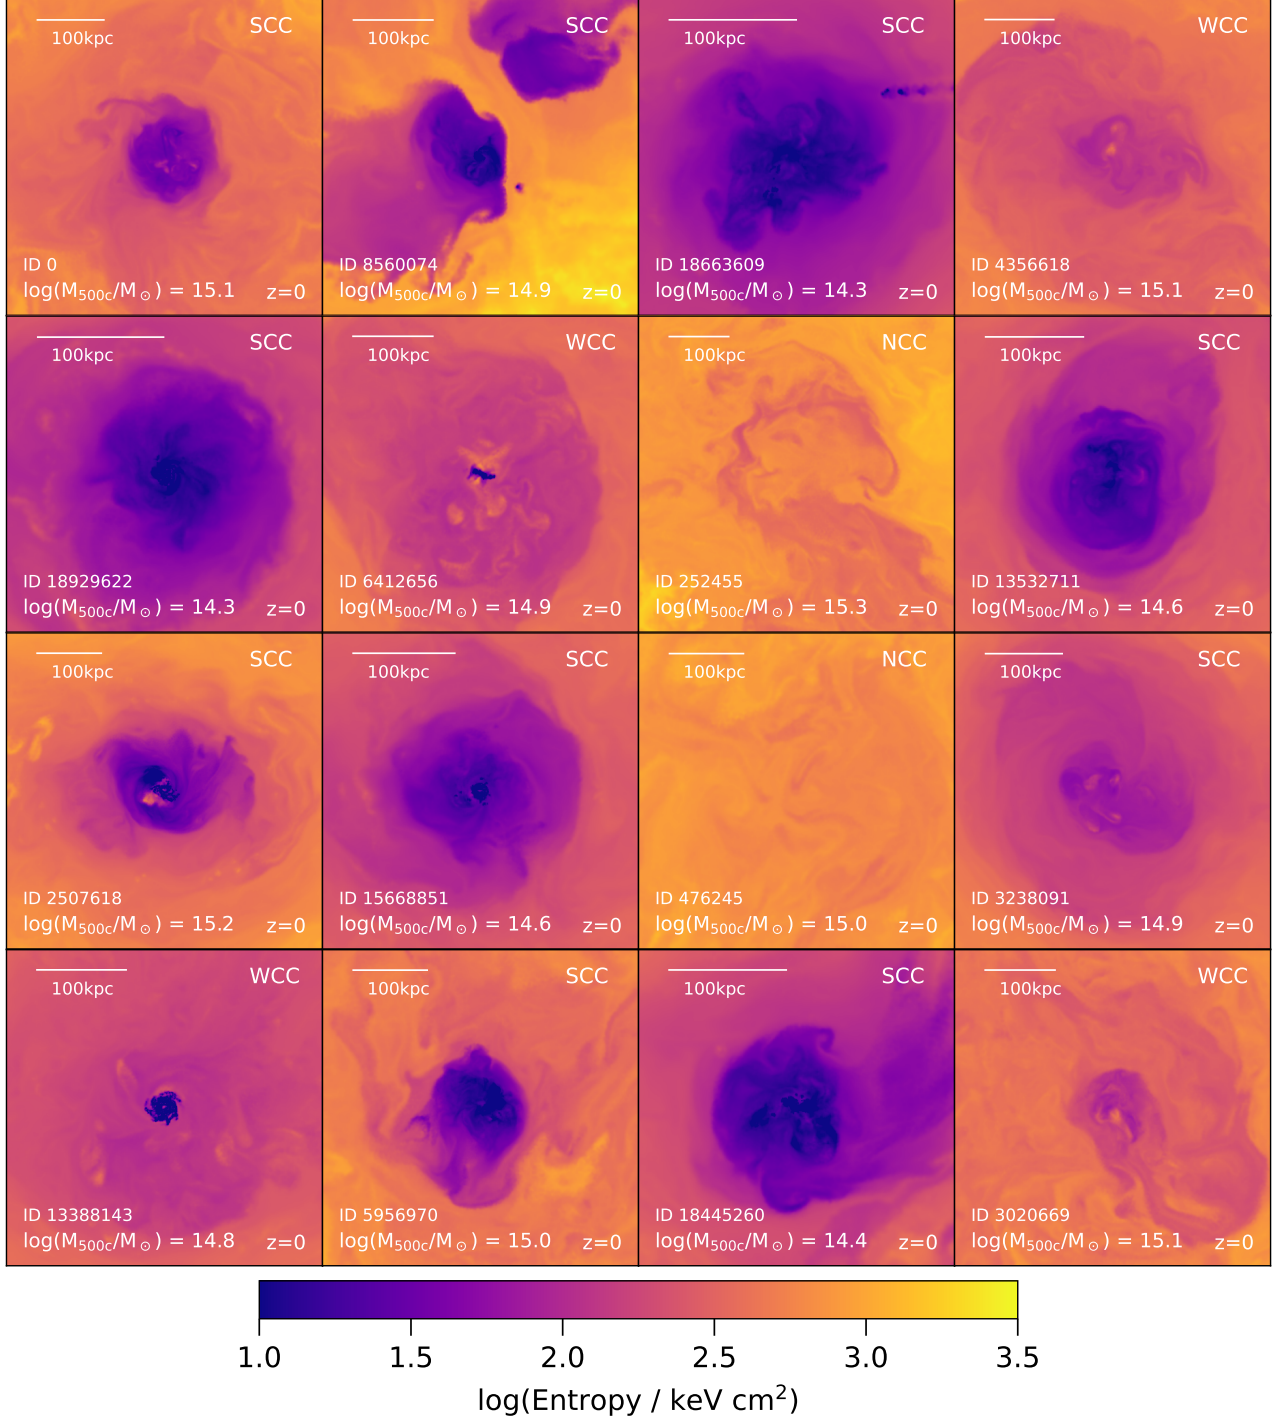 SCC
100kpc
ID 0
log(M₅₀₀c/M⊙) = 15.1 z=0
SCC
100kpc
ID 8560074
log(M₅₀₀c/M⊙) = 14.9 z=0
SCC
100kpc
ID 18663609
log(M₅₀₀c/M⊙) = 14.3 z=0
WCC
100kpc
ID 4356618
log(M₅₀₀c/M⊙) = 15.1 z=0
SCC
100kpc
ID 18929622
log(M₅₀₀c/M⊙) = 14.3 z=0
WCC
100kpc
ID 6412656
log(M₅₀₀c/M⊙) = 14.9 z=0
NCC
100kpc
ID 252455
log(M₅₀₀c/M⊙) = 15.3 z=0
SCC
100kpc
ID 13532711
log(M₅₀₀c/M⊙) = 14.6 z=0
SCC
100kpc
ID 2507618
log(M₅₀₀c/M⊙) = 15.2 z=0
SCC
100kpc
ID 15668851
log(M₅₀₀c/M⊙) = 14.6 z=0
NCC
100kpc
ID 476245
log(M₅₀₀c/M⊙) = 15.0 z=0
SCC
100kpc
ID 3238091
log(M₅₀₀c/M⊙) = 14.9 z=0
WCC
100kpc
ID 13388143
log(M₅₀₀c/M⊙) = 14.8 z=0
SCC
100kpc
ID 5956970
log(M₅₀₀c/M⊙) = 15.0 z=0
SCC
100kpc
ID 18445260
log(M₅₀₀c/M⊙) = 14.4 z=0
WCC
100kpc
ID 3020669
log(M₅₀₀c/M⊙) = 15.1 z=0
1.0 1.5 2.0 2.5 3.0 3.5
log(Entropy / keV cm²)